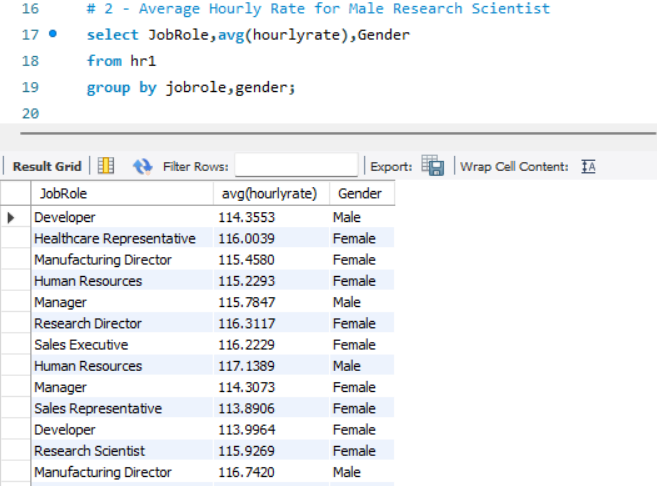 16 # 2 - Average Hourly Rate for Male Research Scientist
17 select JobRole,avg(hourlyrate),Gender
18 from hr1
19 group by jobrole,gender;
20
Result Grid Filter Rows: Export: Wrap Cell Content: IA
JobRole avg(hourlyrate) Gender
Developer 114.3553 Male
Healthcare Representative 116.0039 Female
Manufacturing Director 115.4580 Female
Human Resources 115.2293 Female
Manager 115.7847 Male
Research Director 116.3117 Female
Sales Executive 116.2229 Female
Human Resources 117.1389 Male
Manager 114.3073 Female
Sales Representative 113.8906 Female
Developer 113.9964 Female
Research Scientist 115.9269 Female
Manufacturing Director 116.7420 Male